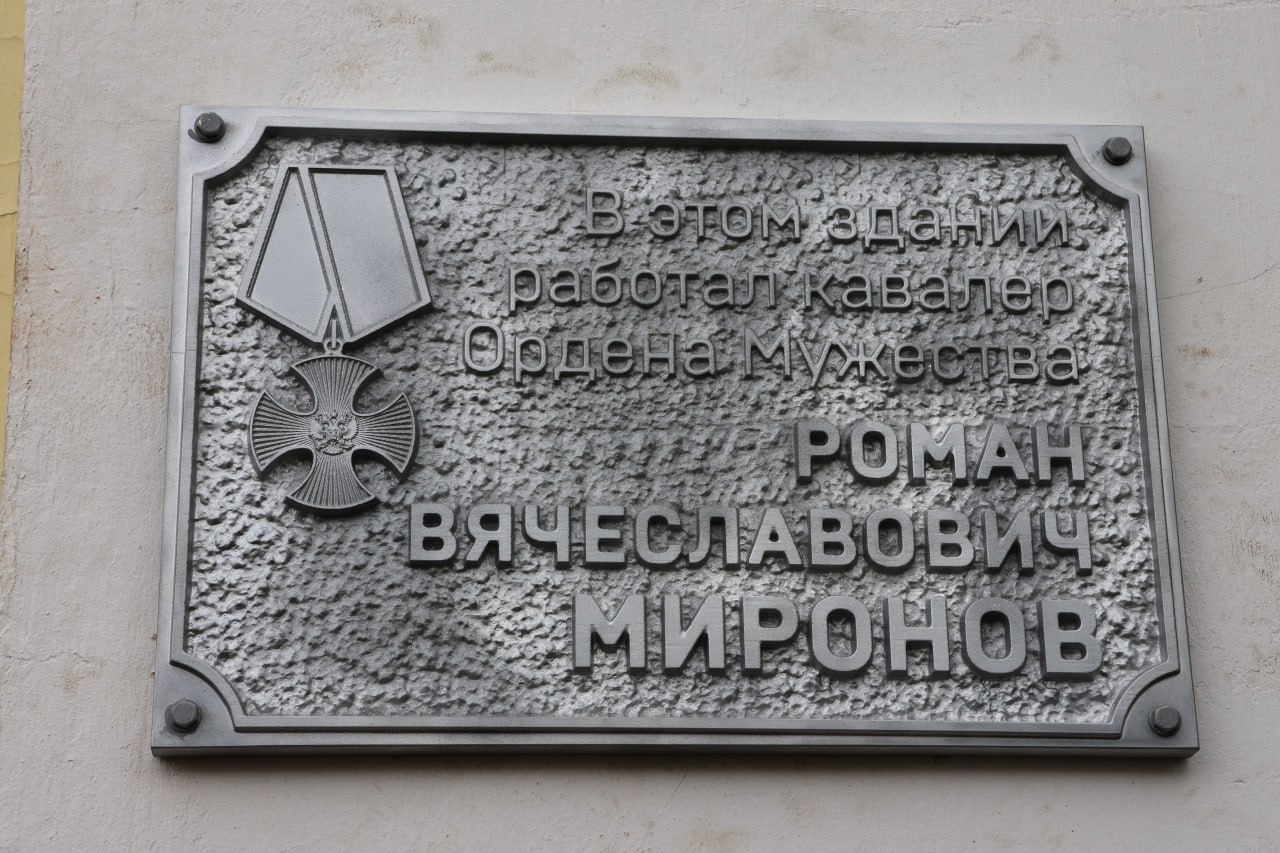 В этом здании
работал кавалер
Ордена Мужества
РОМАН
ВЯЧЕСЛАВОВИЧ
МИРОНОВ